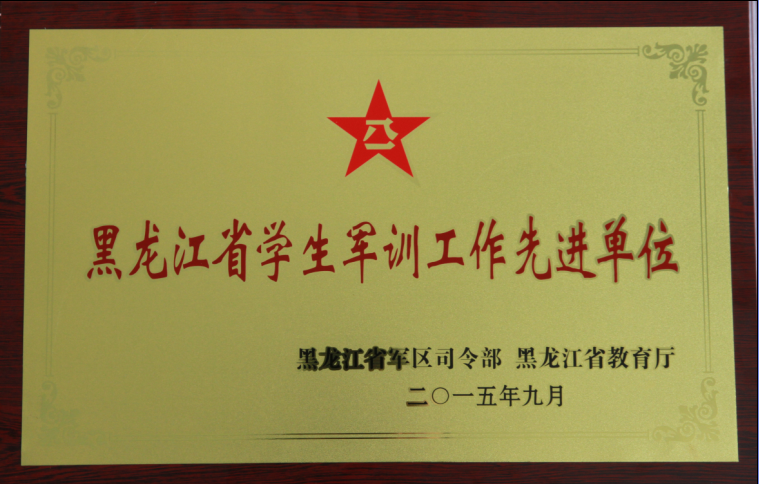 八一
黑龙江省学生军训工作先进单位
黑龙江省军区司令部 黑龙江省教育厅
二〇一五年九月